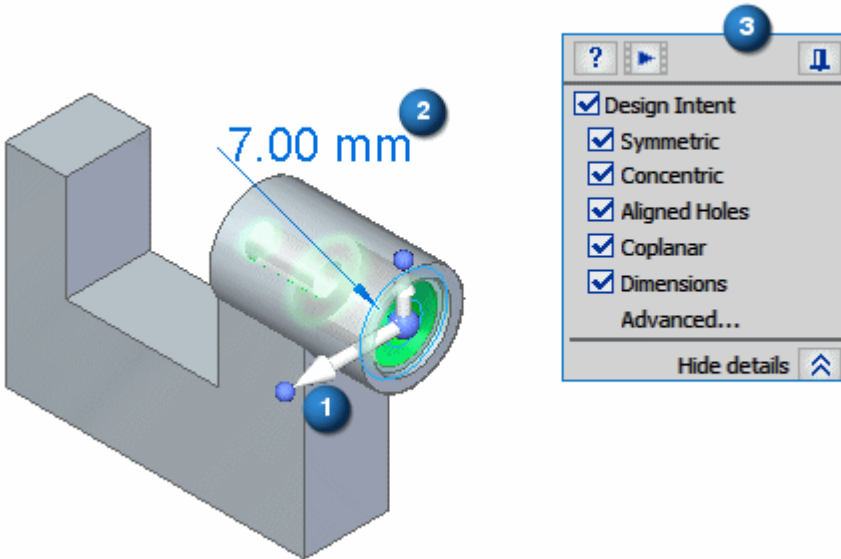 3
2
7.00 mm
?
Design Intent
Symmetric
Concentric
Aligned Holes
Coplanar
Dimensions
Advanced...
Hide details
1